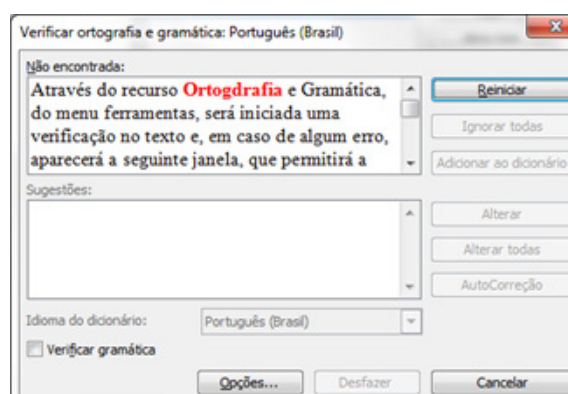 Verificar ortografia e gramática: Português (Brasil)
Não encontrada:
Através do recurso Ortogdrafia e Gramática,
do menu ferramentas, será iniciada uma
verificação no texto e, em caso de algum erro,
aparecerá a seguinte janela, que permitirá a
Reiniciar
Ignorar todas
Adicionar ao dicionário
Sugestões:
Alterar
Alterar todas
AutoCorreção
Idioma do dicionário: Português (Brasil)
Verificar gramática
Opções... Desfazer Cancelar